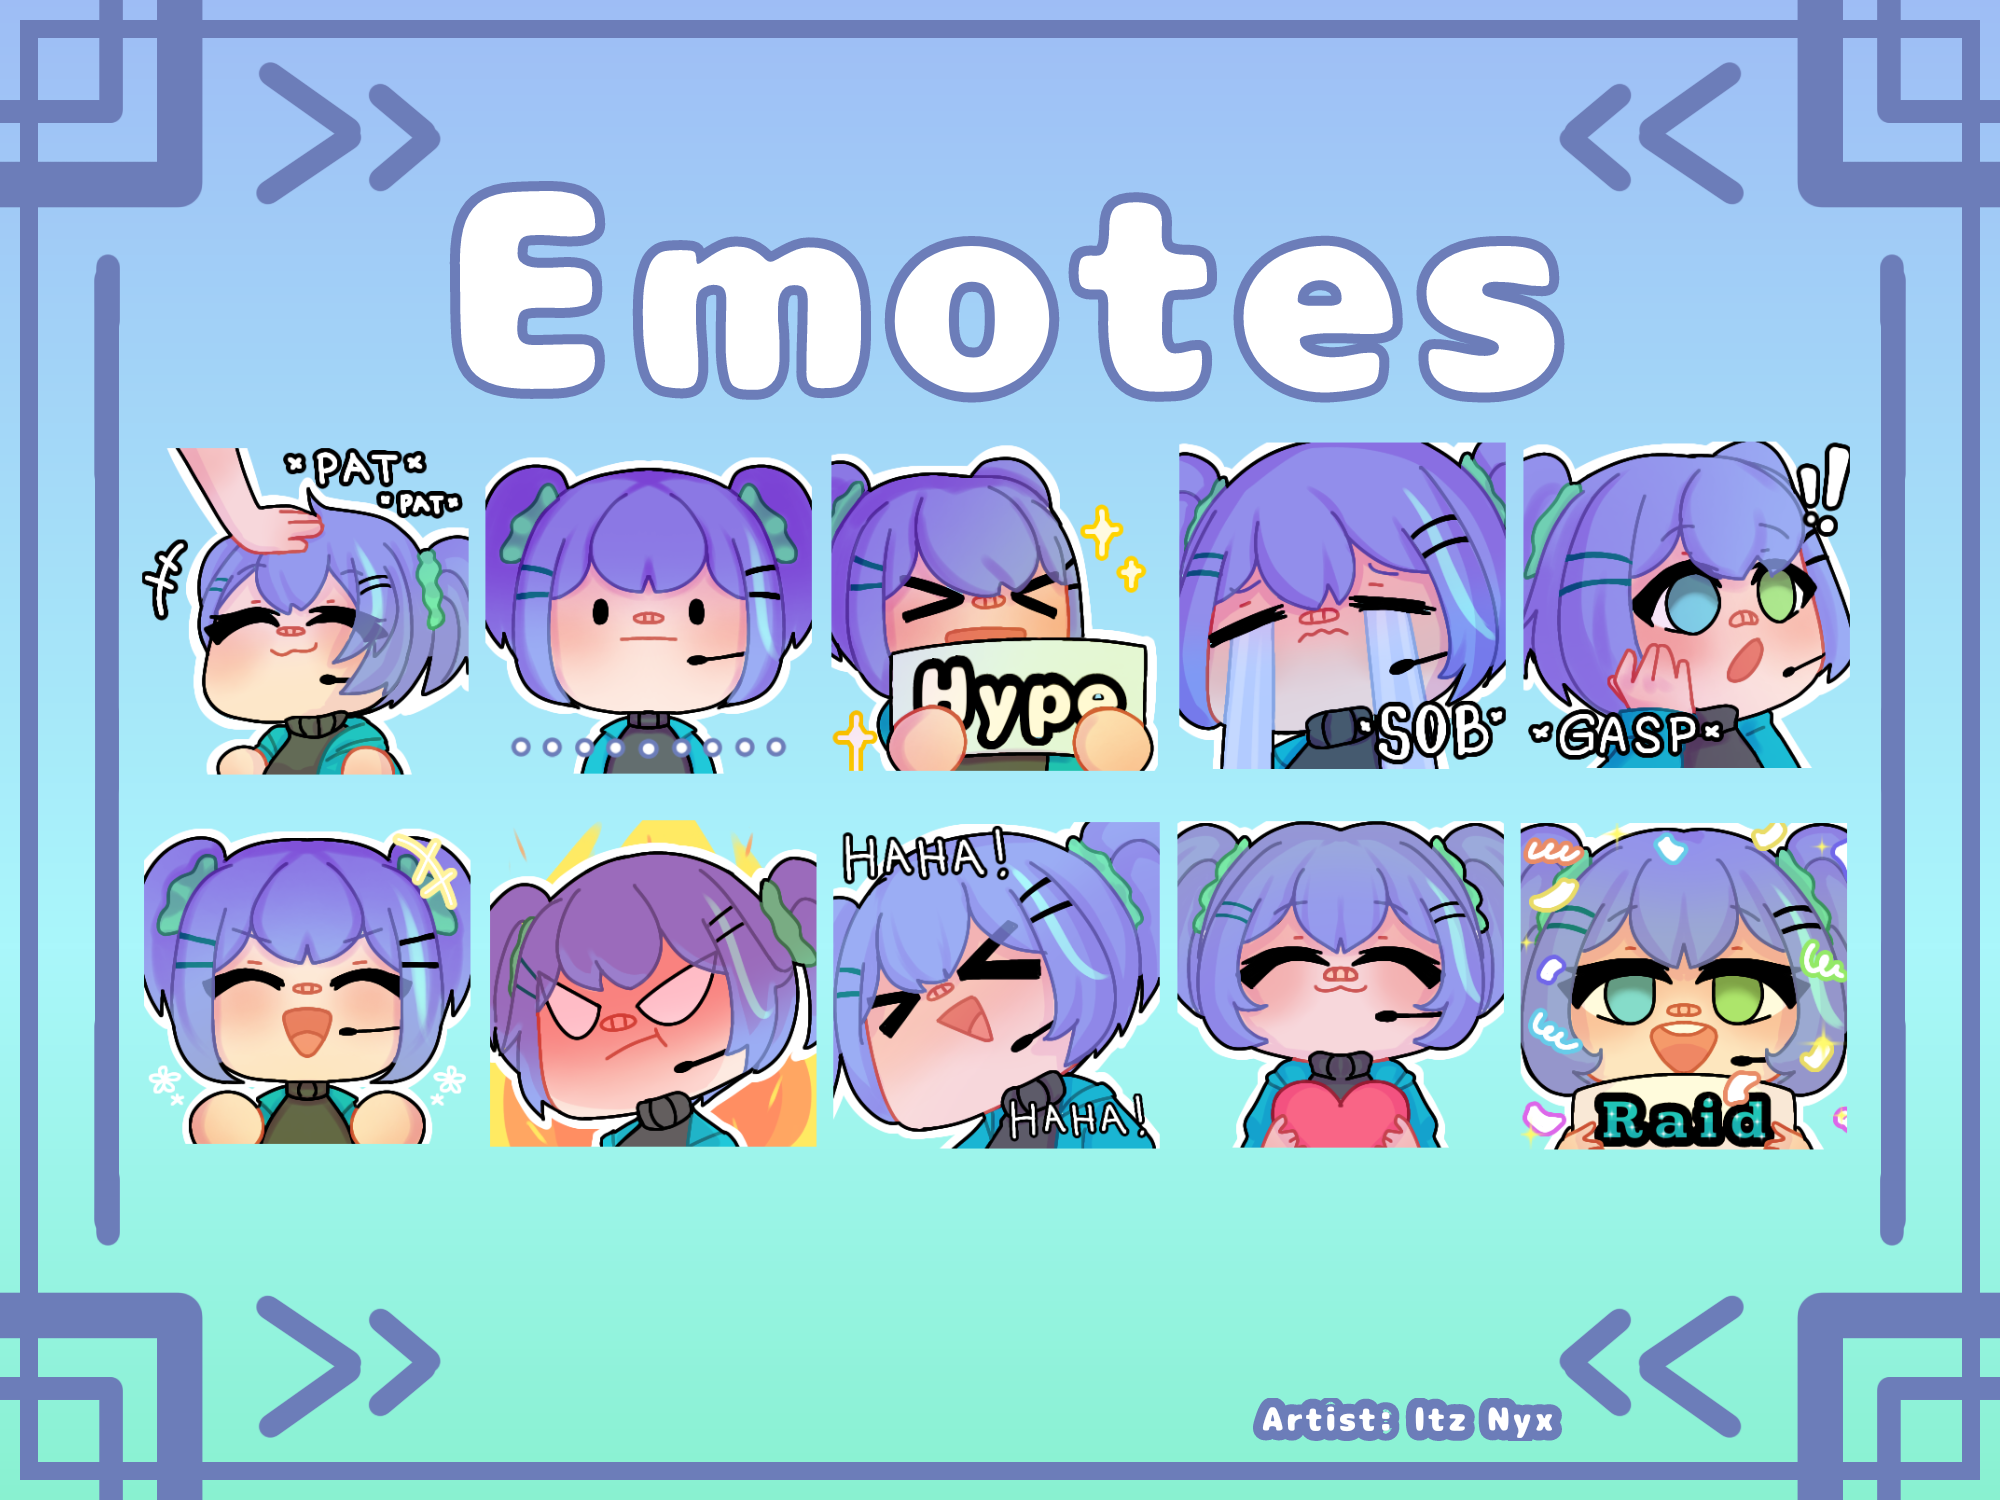 Emotes
*PAT*
*PAT*
Hype
*SOB*
*GASP*
!!
HAHA!
HAHA!
Raid
Artist: Itz Nyx